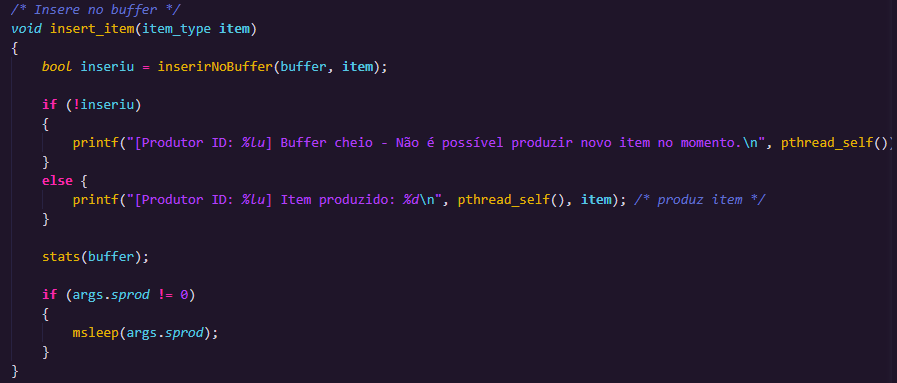 /* Insere no buffer */
void insert_item(item_type item)
{
    bool inseriu = inserirNoBuffer(buffer, item);

    if (!inseriu)
    {
        printf("[Produtor ID: %lu] Buffer cheio - Não é possível produzir novo item no momento.\n", pthread_self())
    }
    else {
        printf("[Produtor ID: %lu] Item produzido: %d\n", pthread_self(), item); /* produz item */
    }

    stats(buffer);

    if (args.sprod != 0)
    {
        msleep(args.sprod);
    }
}